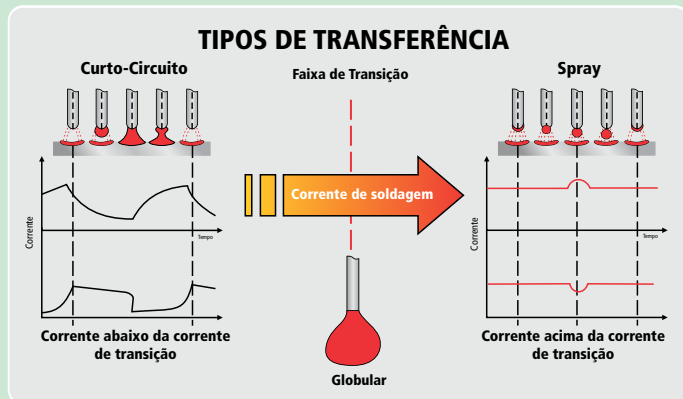 TIPOS DE TRANSFERÊNCIA
Curto-Circuito
Faixa de Transição
Spray
Corrente de soldagem
Corrente
Tempo
Corrente abaixo da corrente
de transição
Globular
Corrente
Tempo
Corrente acima da corrente
de transição